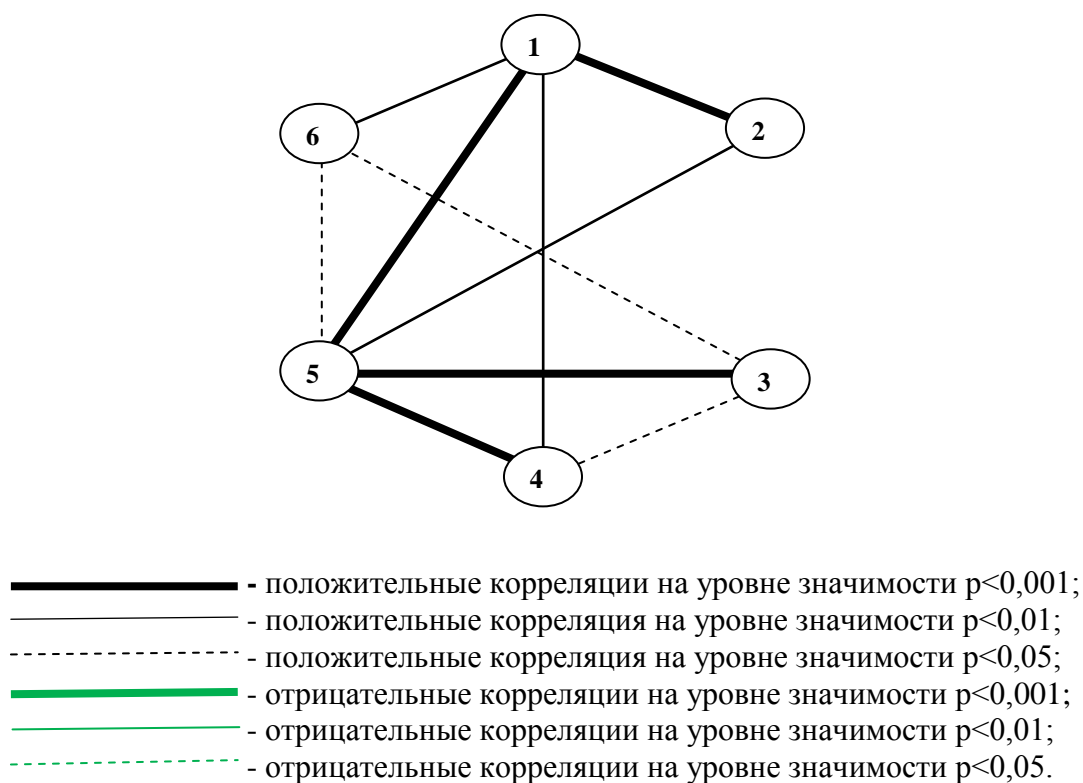 1
2
6
5
3
4
- положительные корреляции на уровне значимости p<0,001;
- положительные корреляция на уровне значимости p<0,01;
- положительные корреляция на уровне значимости p<0,05;
- отрицательные корреляции на уровне значимости p<0,001;
- отрицательные корреляции на уровне значимости p<0,01;
- отрицательные корреляции на уровне значимости p<0,05.